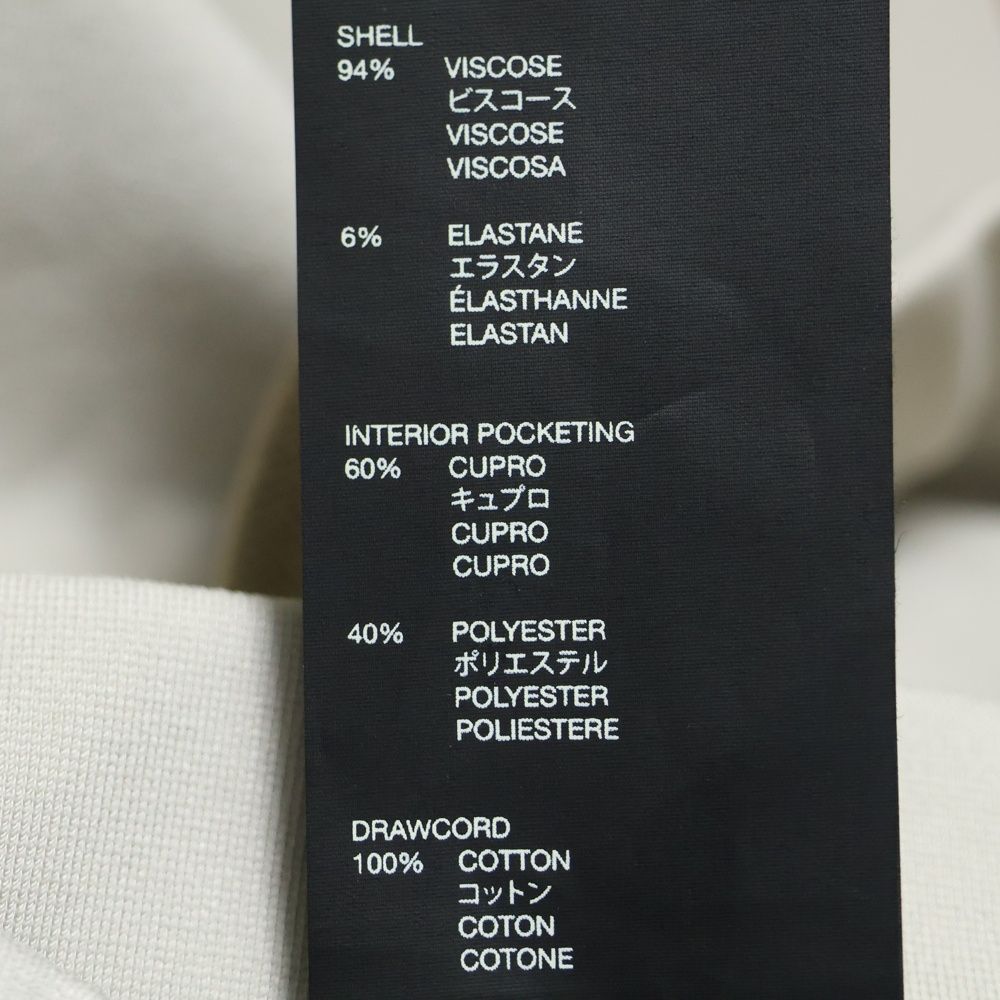 SHELL
94% VISCOSE
ビスコース
VISCOSE
VISCOSA
6% ELASTANE
エラスタン
ÉLASTHANNE
ELASTAN
INTERIOR POCKETING
60% CUPRO
キュプロ
CUPRO
CUPRO
40% POLYESTER
ポリエステル
POLYESTER
POLIESTERE
DRAWCORD
100% COTTON
コットン
COTON
COTONE